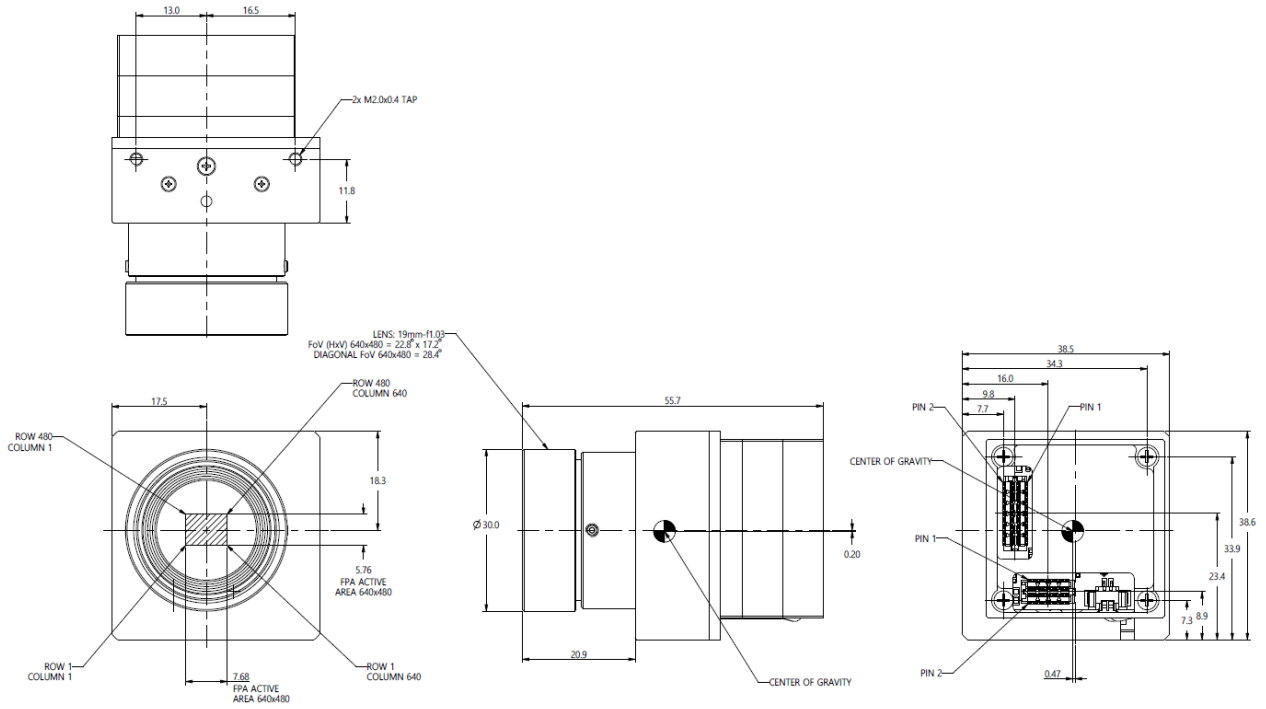 13.0
16.5
2x M2.0x0.4 TAP
11.8
LENS: 19mm-f1.03
FoV (HxV) 640x480 = 22.8° x 17.2°
DIAGONAL FoV 640x480 = 28.4°
ROW 480
COLUMN 640
17.5
ROW 480
COLUMN 1
18.3
5.76
FPA ACTIVE
AREA 640x480
ROW 1
COLUMN 1
7.68
FPA ACTIVE
AREA 640x480
ROW 1
COLUMN 640
55.7
Ø30.0
0.20
20.9
CENTER OF GRAVITY
38.5
34.3
16.0
9.8
7.7
PIN 2
PIN 1
CENTER OF GRAVITY
PIN 1
PIN 2
0.47
7.3
8.9
23.4
33.9
38.6